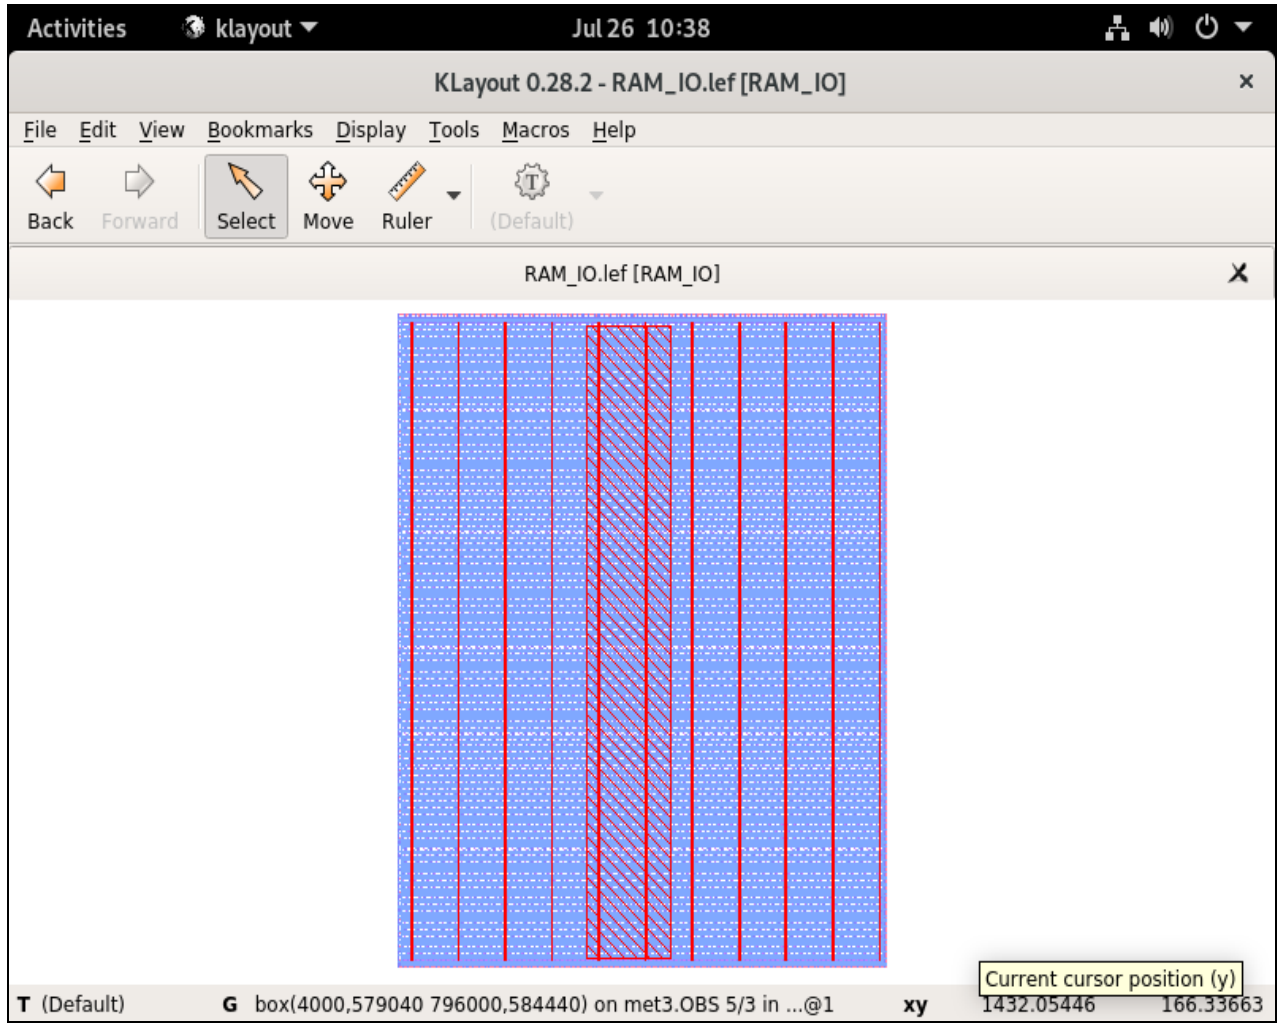 Activities klayout Jul 26 10:38
KLayout 0.28.2 - RAM_IO.lef [RAM_IO] ×
File Edit View Bookmarks Display Tools Macros Help
Back Forward Select Move Ruler T (Default)
RAM_IO.lef [RAM_IO] X
Current cursor position (y)
T (Default) G box(4000,579040 796000,584440) on met3.OBS 5/3 in ...@1 xy 1432.05446 166.33663